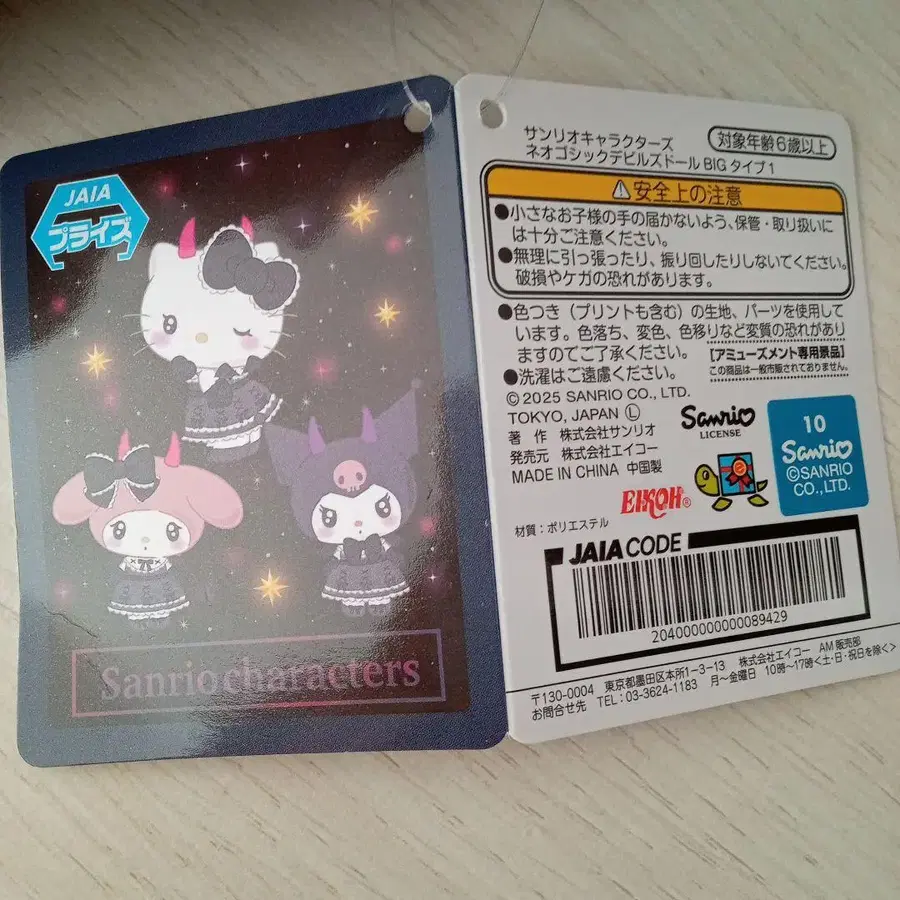 JAIA
プライズ
Sanrio characters
サンリオキャラクターズ
ネオゴシックデビルズドール BIG タイプ1
対象年齢6歳以上
⚠安全上の注意
●小さなお子様の手の届かないよう、保管・取り扱いに
は十分ご注意ください。
●無理に引っ張ったり、振り回したりしないでください。
破損やケガの恐れがあります。
●色つき（プリントも含む）の生地、パーツを使用して
います。色落ち、変色、色移りなど変質の恐れがあり
ますのでご了承ください。
●洗濯はご遠慮ください。
[アミューズメント専用景品]
この商品は一般市販されておりません。
© 2025 SANRIO CO., LTD.
TOKYO, JAPAN Ⓛ
著 作 株式会社サンリオ
発売元 株式会社エイコー
MADE IN CHINA 中国製
Sanrio
LICENSE
10
Sanrio
©SANRIO
CO.,LTD.
EIKOH®
材質：ポリエステル
JAIA CODE
204000000000089429
〒130-0004 東京都墨田区本所1-3-13 株式会社エイコー AM 販売部
お問合せ先 TEL：03-3624-1183 月～金曜日 10時～17時<土・日・祝日を除く>